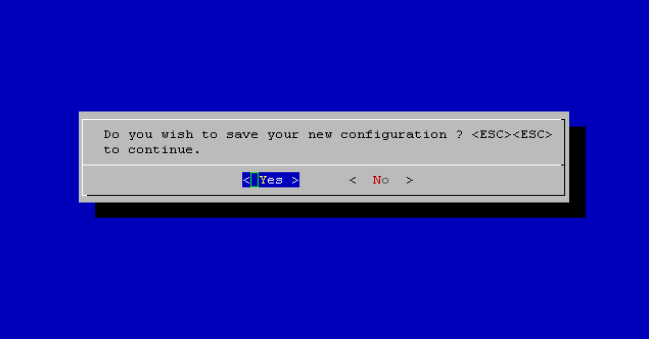 Do you wish to save your new configuration ? <ESC><ESC>
to continue.
< Yes > < No >